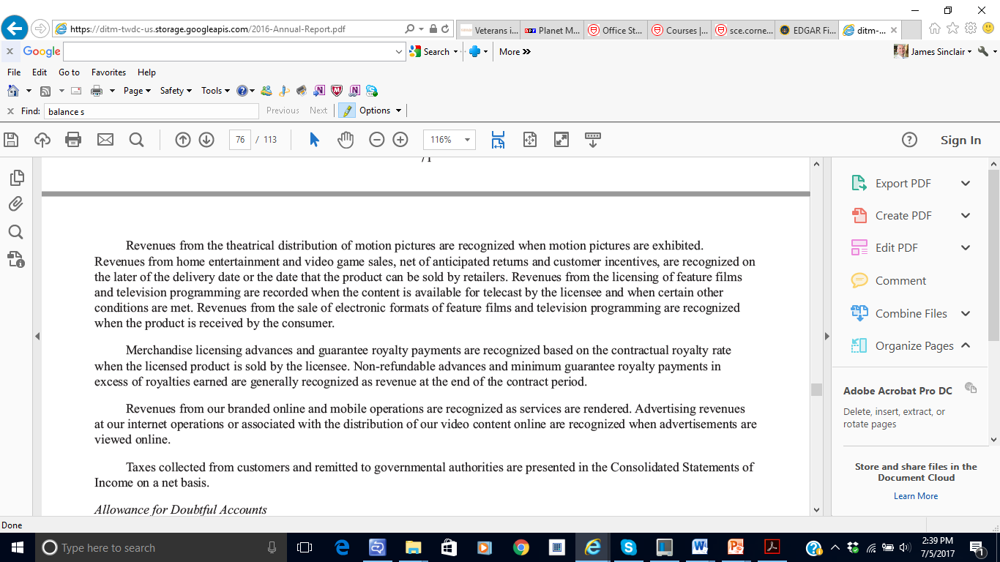 https://ditm-twdc-us.storage.googleapis.com/2016-Annual-Report.pdf
Veterans i...
Planet M...
Office St...
Courses |...
sce.corne...
EDGAR Fi...
ditm-...
x Google
Search
More »
James Sinclair
File Edit Go to Favorites Help
Page Safety Tools
x Find: balance s Previous Next Options
76 / 113 116% Sign In
71
Revenues from the theatrical distribution of motion pictures are recognized when motion pictures are exhibited.
Revenues from home entertainment and video game sales, net of anticipated returns and customer incentives, are recognized on
the later of the delivery date or the date that the product can be sold by retailers. Revenues from the licensing of feature films
and television programming are recorded when the content is available for telecast by the licensee and when certain other
conditions are met. Revenues from the sale of electronic formats of feature films and television programming are recognized
when the product is received by the consumer.
Merchandise licensing advances and guarantee royalty payments are recognized based on the contractual royalty rate
when the licensed product is sold by the licensee. Non-refundable advances and minimum guarantee royalty payments in
excess of royalties earned are generally recognized as revenue at the end of the contract period.
Revenues from our branded online and mobile operations are recognized as services are rendered. Advertising revenues
at our internet operations or associated with the distribution of our video content online are recognized when advertisements are
viewed online.
Taxes collected from customers and remitted to governmental authorities are presented in the Consolidated Statements of
Income on a net basis.
Allowance for Doubtful Accounts
Export PDF
Create PDF
Edit PDF
Comment
Combine Files
Organize Pages
Adobe Acrobat Pro DC
Delete, insert, extract, or
rotate pages
Store and share files in the
Document Cloud
Learn More
Done
Type here to search
2:39 PM
7/5/2017